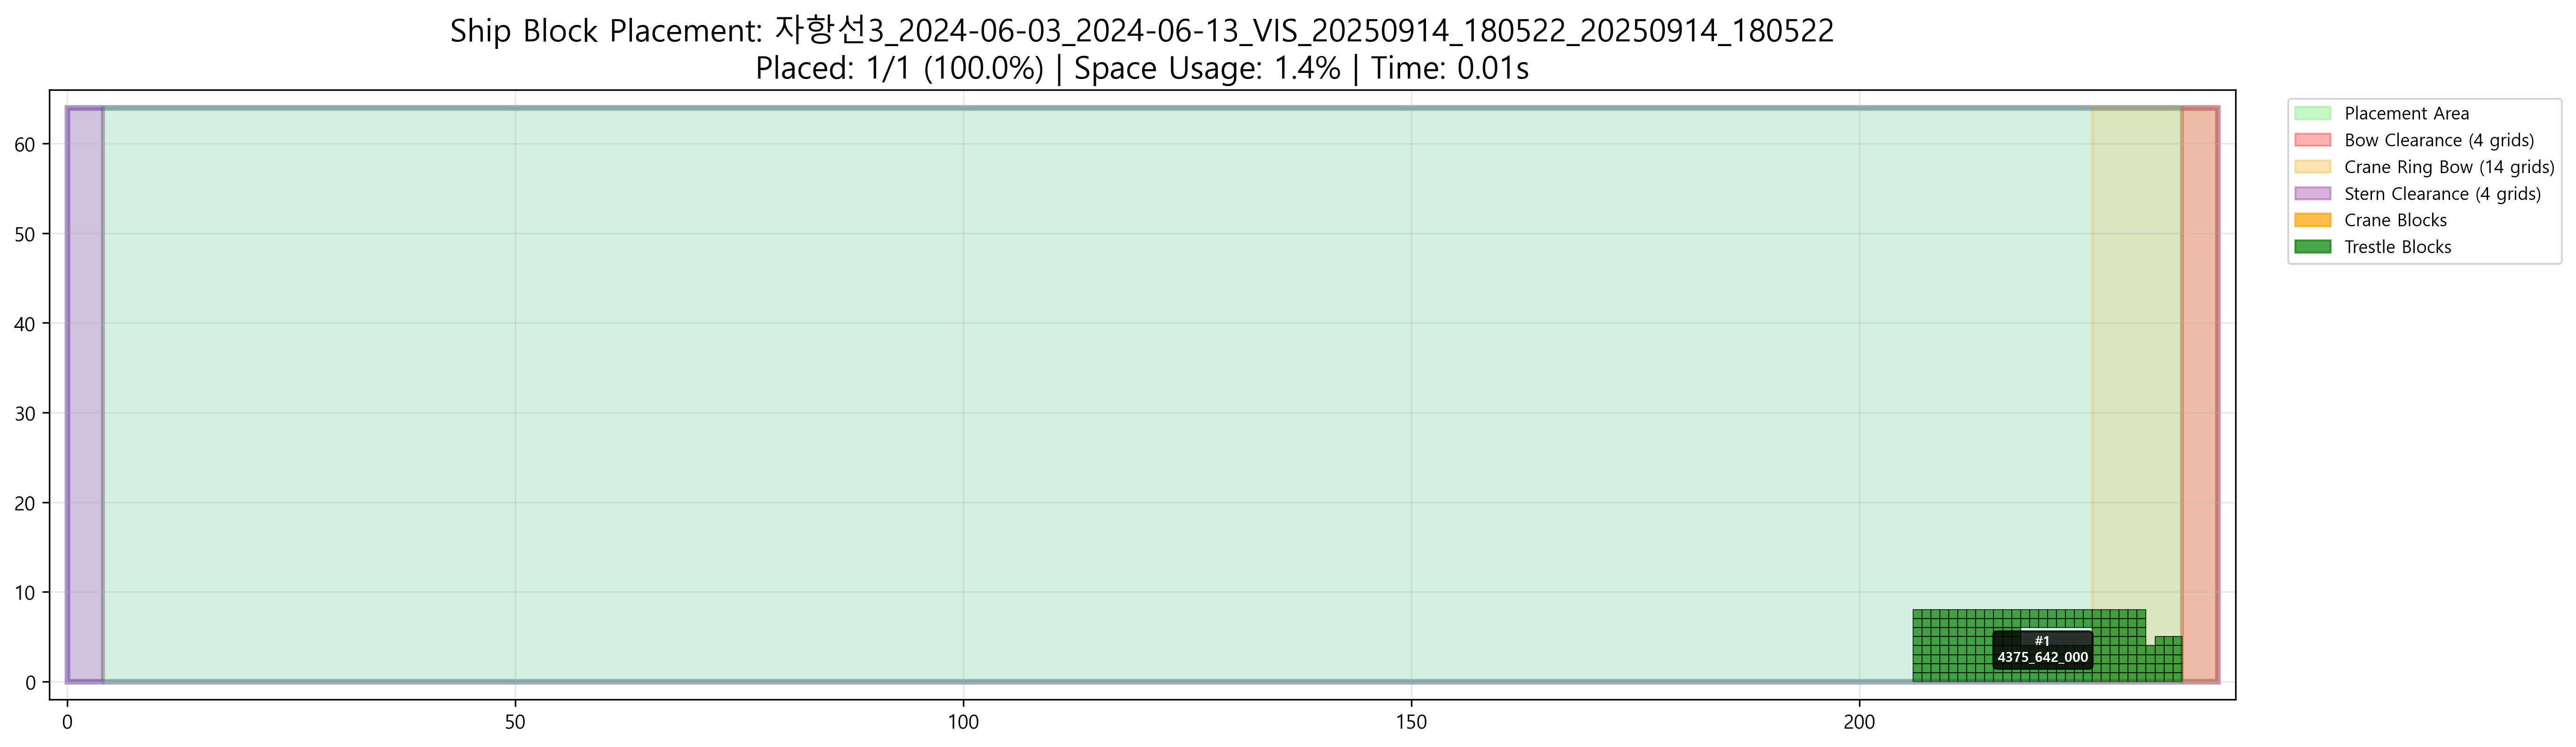 Ship Block Placement: 자항선3_2024-06-03_2024-06-13_VIS_20250914_180522_20250914_180522
Placed: 1/1 (100.0%) | Space Usage: 1.4% | Time: 0.01s
60
50
40
30
20
10
0
0
50
100
150
200
#1
4375_642_000
Placement Area
Bow Clearance (4 grids)
Crane Ring Bow (14 grids)
Stern Clearance (4 grids)
Crane Blocks
Trestle Blocks